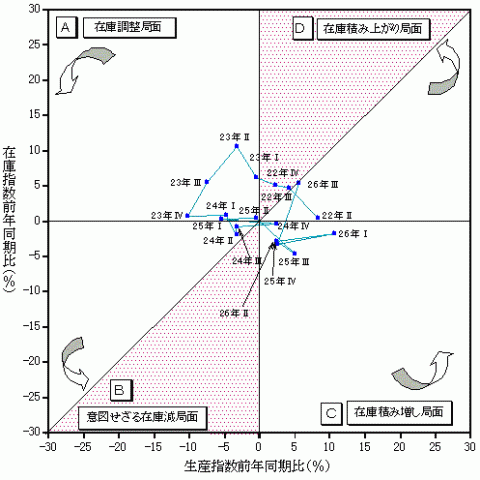 30
25
20
15
10
5
0
−5
−10
−15
−20
−25
−30
A 在庫調整局面
D 在庫積み上がり局面
23年Ⅱ
23年Ⅰ
23年Ⅲ
22年Ⅳ
26年Ⅲ
22年Ⅲ
23年Ⅳ
24年Ⅰ
25年Ⅱ
22年Ⅱ
25年Ⅰ
24年Ⅳ
26年Ⅰ
24年Ⅱ
24年Ⅲ
25年Ⅲ
25年Ⅳ
26年Ⅱ
B
意図せざる在庫減局面
C 在庫積み増し局面
−30 −25 −20 −15 −10 −5 0 5 10 15 20 25 30
生産指数前年同期比(%)
在庫指数前年同期比(%)